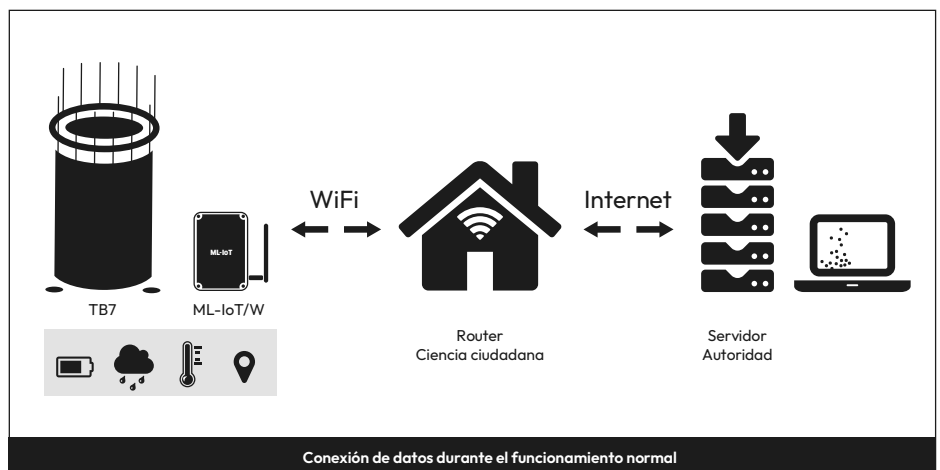 WiFi
Internet
ML-IoT
TB7
ML-IoT/W
Router
Ciencia ciudadana
Servidor
Autoridad
Conexión de datos durante el funcionamiento normal